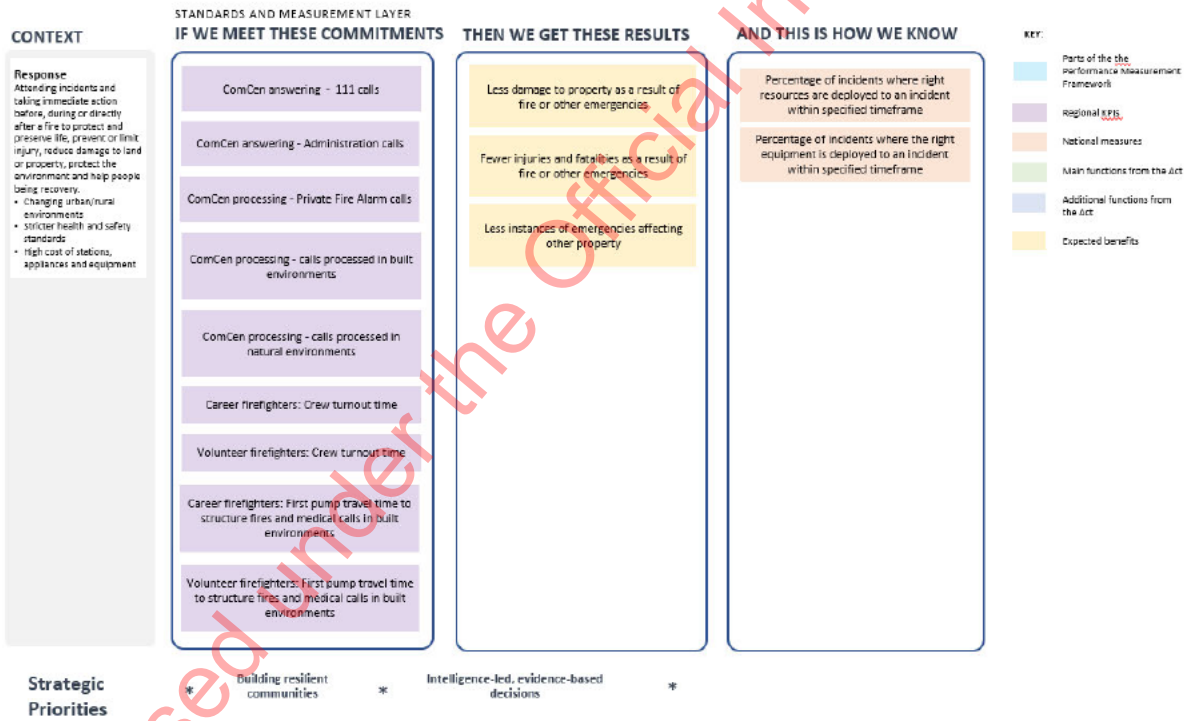 STANDARDS AND MEASUREMENT LAYER
CONTEXT
IF WE MEET THESE COMMITMENTS
THEN WE GET THESE RESULTS
AND THIS IS HOW WE KNOW
Response
Attending incidents and
taking immediate action
before, during or directly
after a fire to protect and
preserve life, prevent or limit
injury, reduce damage to land
or property, protect the
environment and help people
being recovery.
• Changing urban/rural
environments
• Stricter health and safety
standards
• High cost of stations,
appliances and equipment
ComCen answering - 111 calls
ComCen answering - Administration calls
ComCen processing - Private Fire Alarm calls
ComCen processing - calls processed in built
environments
ComCen processing - calls processed in
natural environments
Career firefighters: Crew turnout time
Volunteer firefighters: Crew turnout time
Career firefighters: First pump travel time to
structure fires and medical calls in built
environments
Volunteer firefighters: First pump travel time
to structure fires and medical calls in built
environments
Less damage to property as a result of
fire or other emergencies
Fewer injuries and fatalities as a result of
fire or other emergencies
Less instances of emergencies affecting
other property
Percentage of incidents where right
resources are deployed to an incident
within specified timeframe
Percentage of incidents where the right
equipment is deployed to an incident
within specified timeframe
KEY:
Parts of the the
Performance Measurement
Framework
Regional KPIs
National measures
Main functions from the Act
Additional functions from
the Act
Expected benefits
Strategic
Priorities
* Building resilient
communities
* Intelligence-led, evidence-based
decisions
*
sed under the Official In